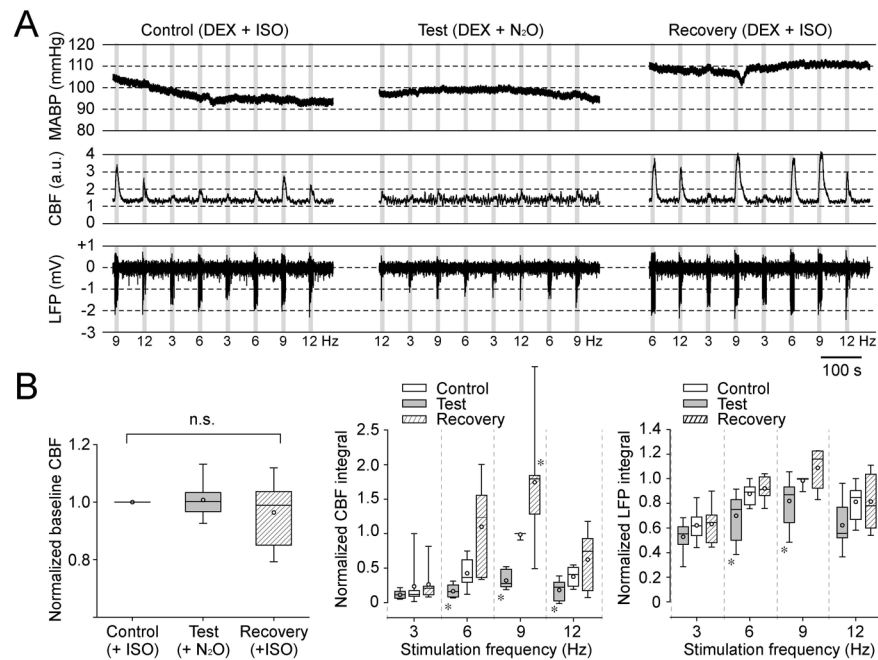 A
Control (DEX + ISO)
Test (DEX + N₂O)
Recovery (DEX + ISO)
MABP (mmHg)
120
110
100
90
80
CBF (a.u.)
4
3
2
1
0
LFP (mV)
+1
0
-1
-2
-3
9 12 3 6 3 6 9 12 Hz
12 6 9 3 3 12 6 9 Hz
6 12 3 9 3 6 9 12 Hz
100 s
B
Normalized baseline CBF
1.2
1.0
0.8
n.s.
Control
(+ ISO)
Test
(+ N₂O)
Recovery
(+ISO)
Control
Test
Recovery
Normalized CBF integral
2.5
2.0
1.5
1.0
0.5
0
* * * *
3 6 9 12
Stimulation frequency (Hz)
Control
Test
Recovery
Normalized LFP integral
1.4
1.2
1.0
0.8
0.6
0.4
0.2
0
* *
3 6 9 12
Stimulation frequency (Hz)